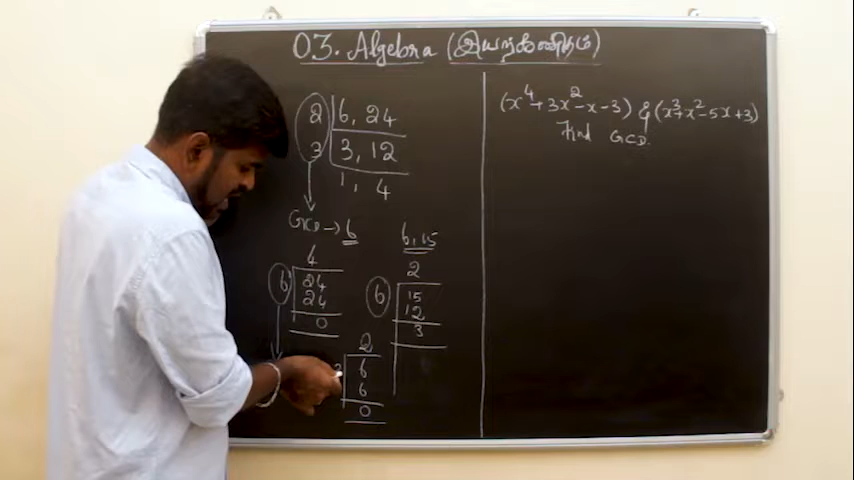 03. Algebra (இயற்கணிதம்)
2 | 6, 24
3 | 3, 12
1, 4
GCD → 6
4
6 | 24
24
0
6, 15
2
6 | 15
12
3
2
3 | 6
6
0
(x⁴+3x²-x-3) & (x³+x²-5x+3)
Find GCD.